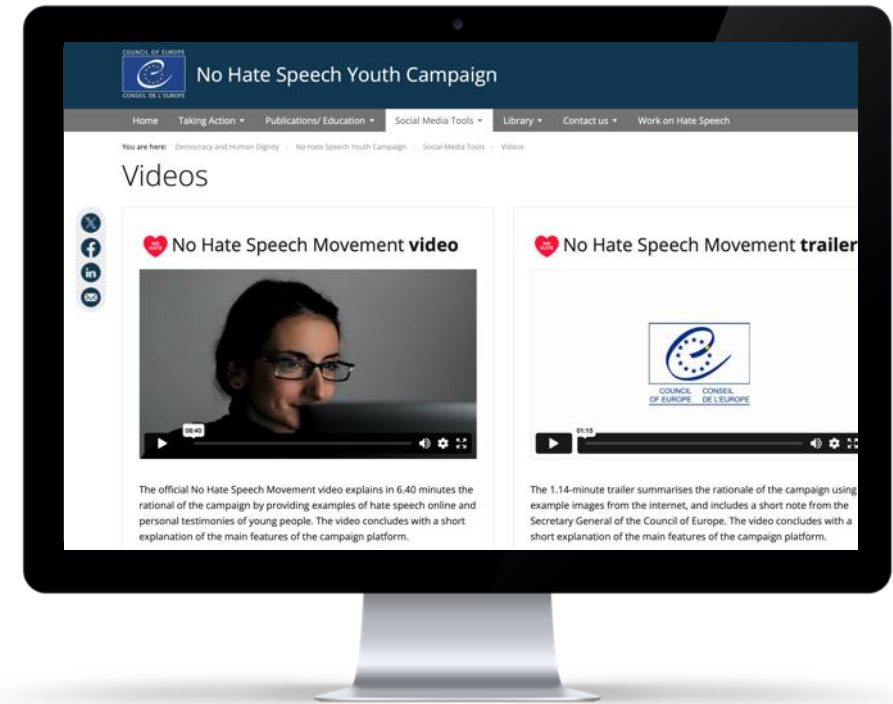 COUNCIL OF EUROPE
CONSEIL DE L'EUROPE
No Hate Speech Youth Campaign
Home Taking Action Publications/ Education Social Media Tools Library Contact us Work on Hate Speech
You are here: Democracy and Human Dignity No Hate Speech Youth Campaign Social Media Tools Videos
Videos
NO HATE No Hate Speech Movement video
06:40
The official No Hate Speech Movement video explains in 6.40 minutes the
rational of the campaign by providing examples of hate speech online and
personal testimonies of young people. The video concludes with a short
explanation of the main features of the campaign platform.
NO HATE No Hate Speech Movement trailer
COUNCIL CONSEIL
OF EUROPE DE L'EUROPE
01:15
The 1.14-minute trailer summarises the rationale of the campaign using
example images from the internet, and includes a short note from the
Secretary General of the Council of Europe. The video concludes with a
short explanation of the main features of the campaign platform.